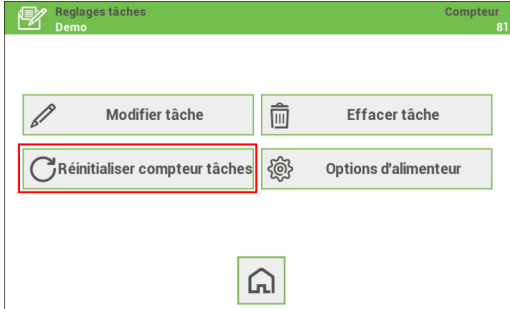 Reglages tâches
Compteur
Demo
81
Modifier tâche
Effacer tâche
Réinitialiser compteur tâches
Options d'alimenteur